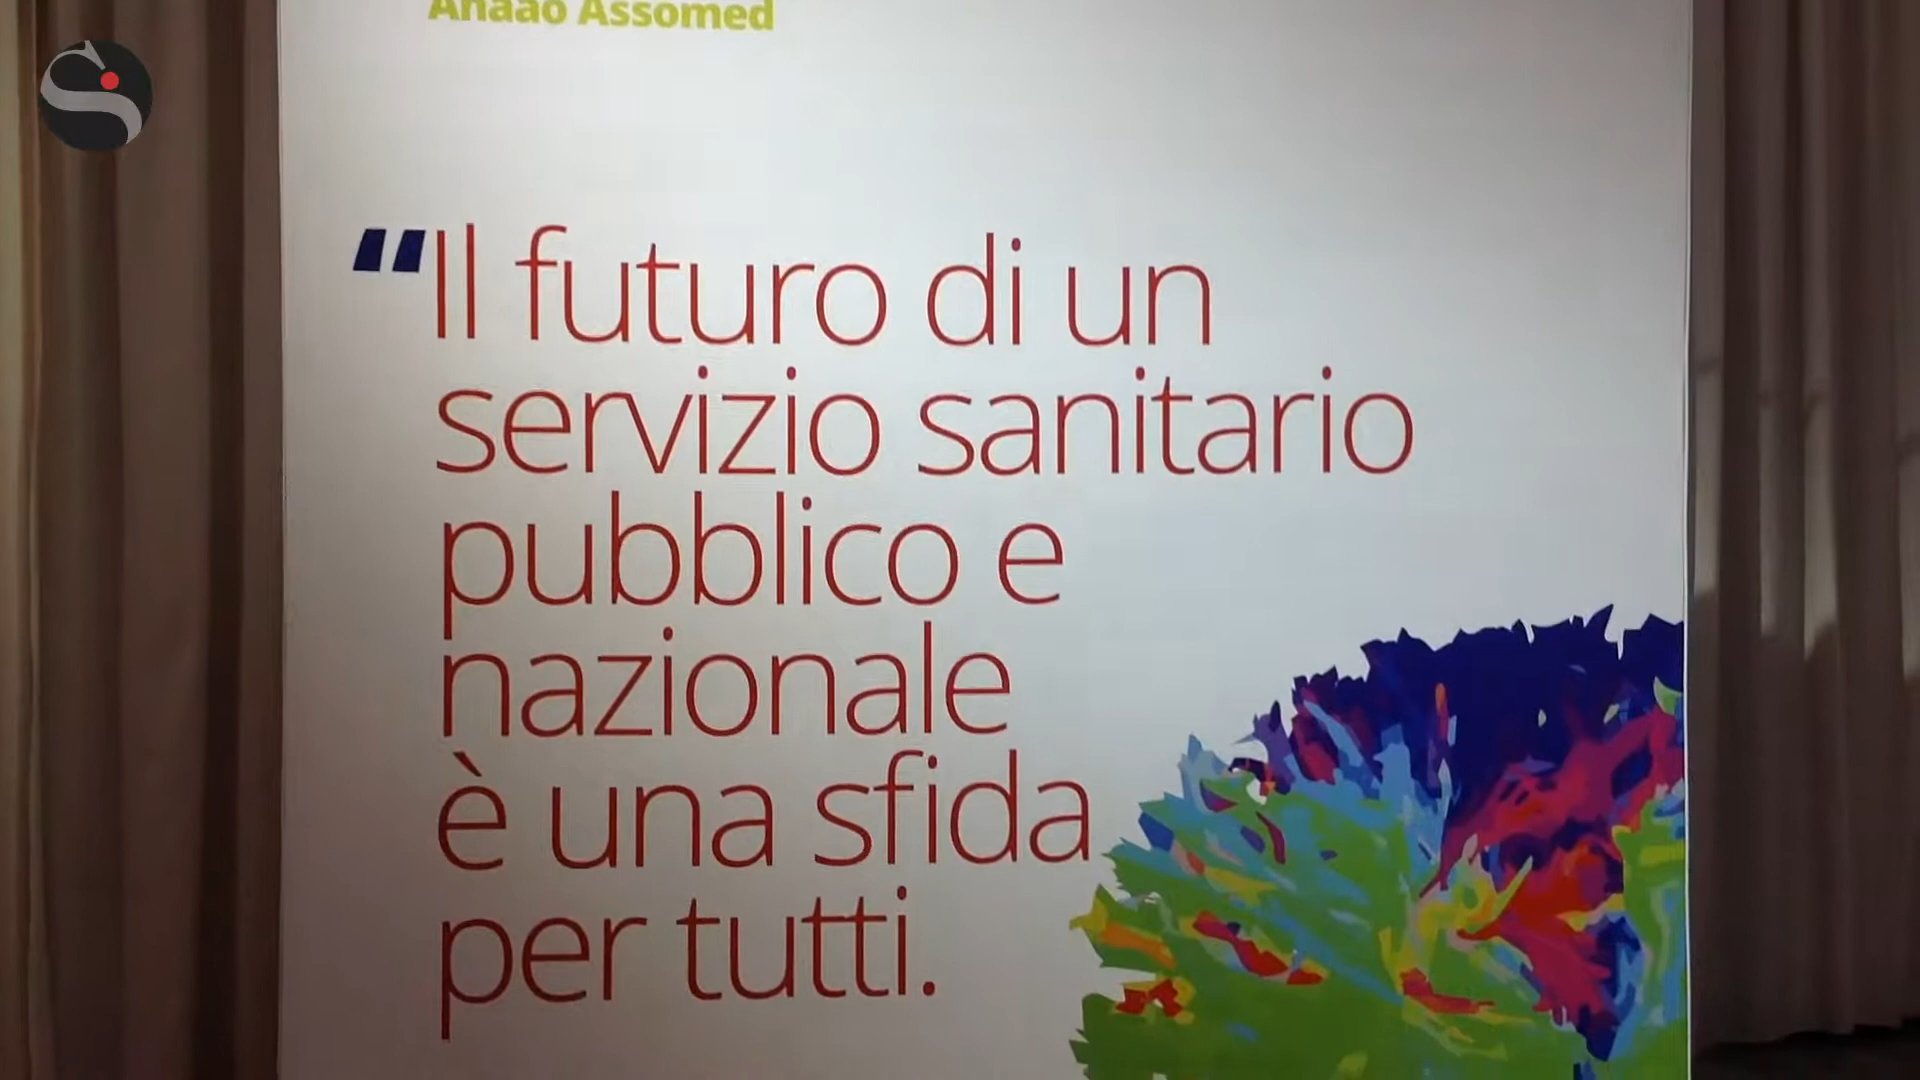 Anaao Assomed
“Il futuro di un
servizio sanitario
pubblico e
nazionale
è una sfida
per tutti.